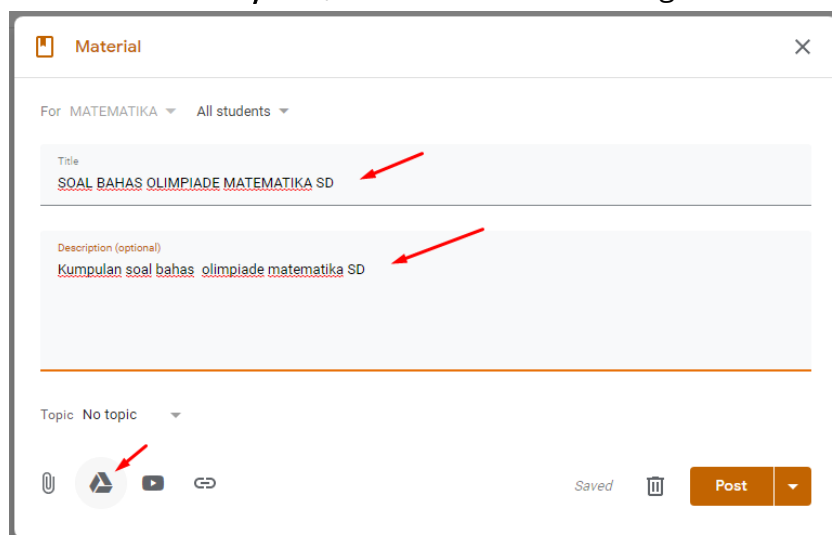 Material
For MATEMATIKA All students
Title
SOAL BAHAS OLIMPIADE MATEMATIKA SD
Description (optional)
Kumpulan soal bahas olimpiade matematika SD
Topic No topic
Saved Post